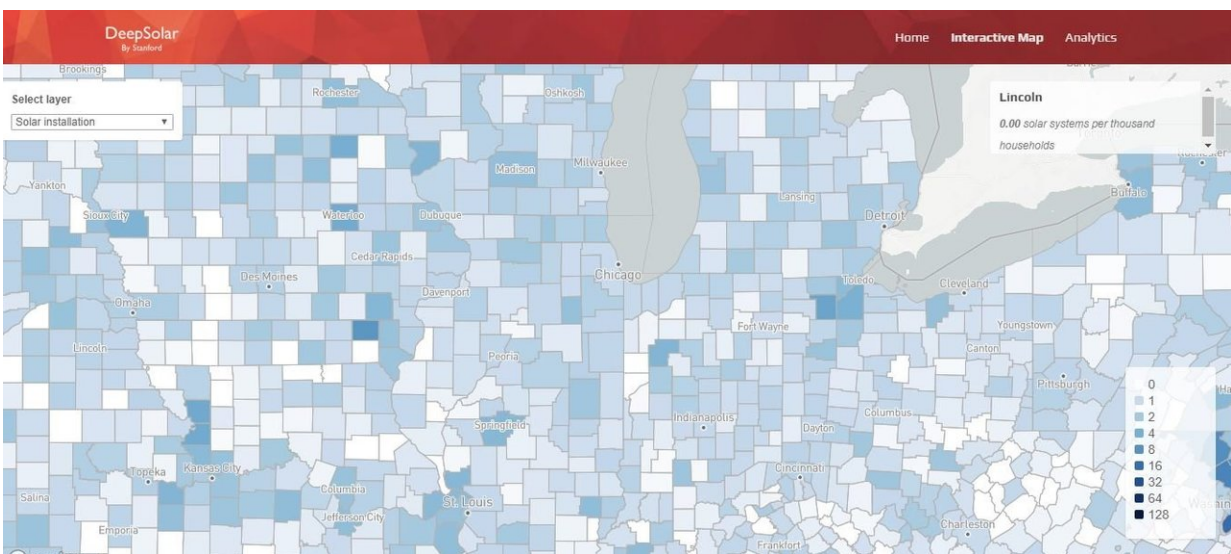 DeepSolar
By Stanford
Home Interactive Map Analytics
Select layer
Solar installation
Lincoln
0.00 solar systems per thousand
households
Brookings
Rochester
Oshkosh
Madison
Milwaukee
Lansing
Yankton
Sioux City
Waterloo
Dubuque
Detroit
Buffalo
Cedar Rapids
Des Moines
Chicago
Toledo
Cleveland
Omaha
Davenport
Fort Wayne
Youngstown
Lincoln
Peoria
Canton
Pittsburgh
Springfield
Indianapolis
Columbus
Dayton
Topeka
Kansas City
Cincinnati
Salina
Columbia
St. Louis
Jefferson City
Emporia
Charleston
Frankfort
0
1
2
4
8
16
32
64
128